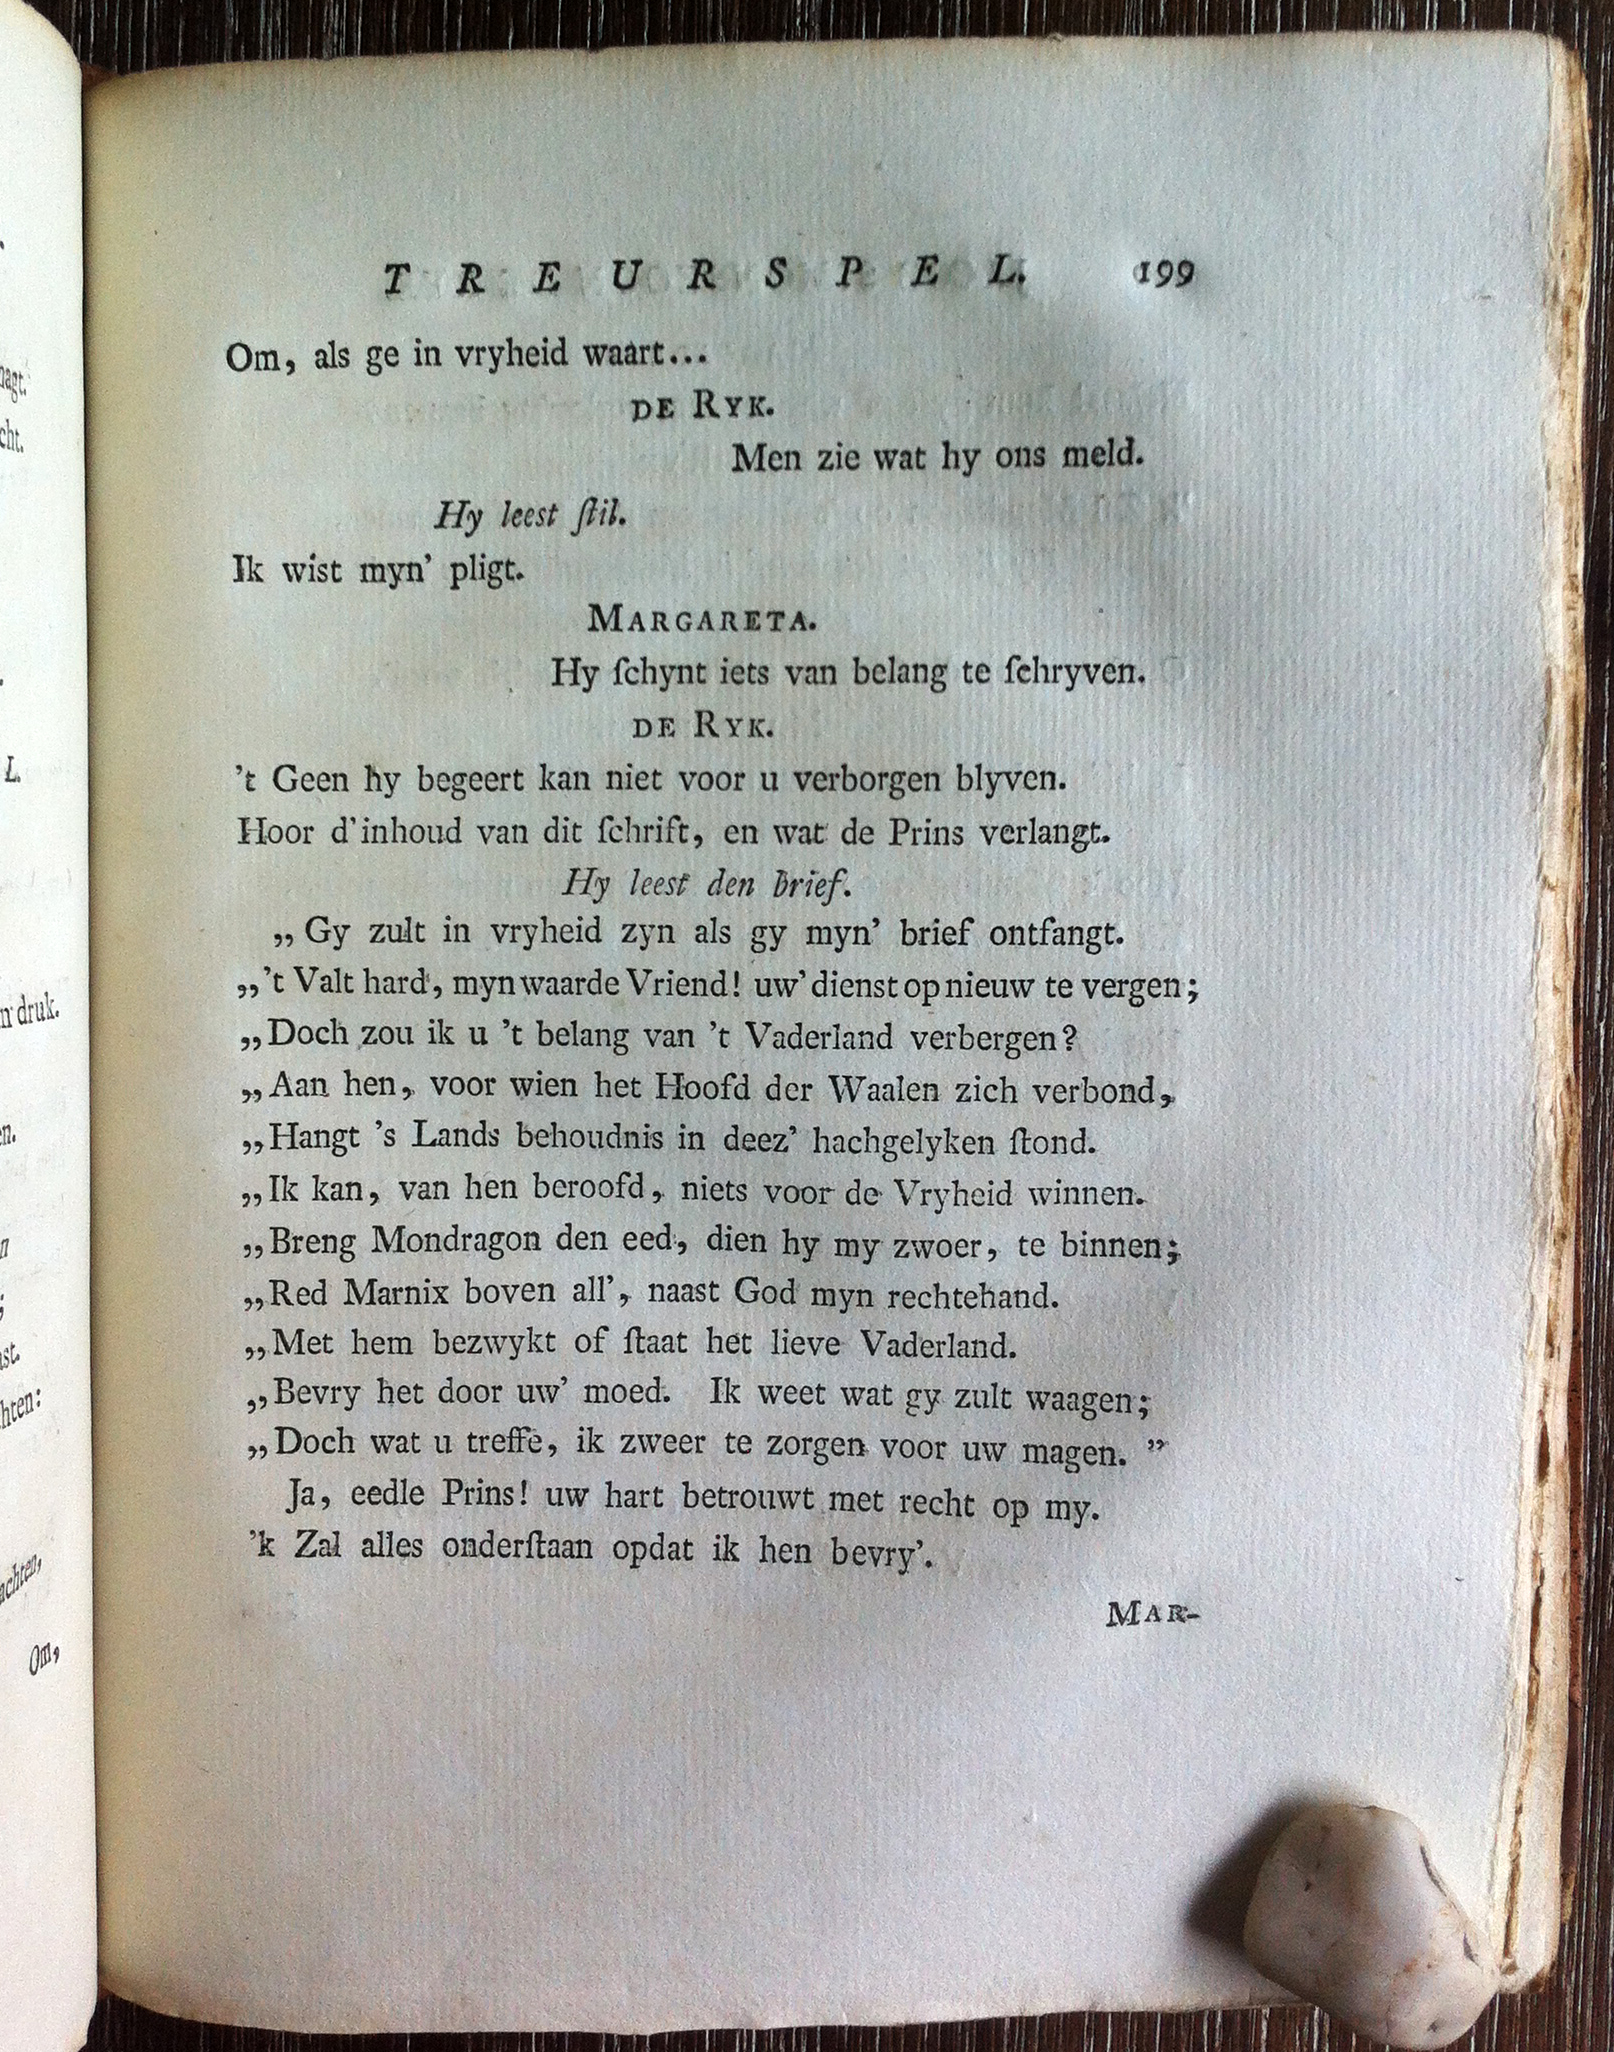 TREURSPEL. 199
Om, als ge in vryheid waart...
DE RYK.
Men zie wat hy ons meld.
Hy leest ſtil.
Ik wist myn' pligt.
MARGARETA.
Hy ſchynt iets van belang te ſchryven.
DE RYK.
't Geen hy begeert kan niet voor u verborgen blyven.
Hoor d'inhoud van dit ſchrift, en wat de Prins verlangt.
Hy leest den brief.
„Gy zult in vryheid zyn als gy myn' brief ontfangt.
„'t Valt hard, myn waarde Vriend! uw' dienst op nieuw te vergen;
„Doch zou ik u 't belang van 't Vaderland verbergen?
„Aan hen, voor wien het Hoofd der Waalen zich verbond,
„Hangt 's Lands behoudnis in deez' hachgelyken ſtond.
„Ik kan, van hen beroofd, niets voor de Vryheid winnen.
„Breng Mondragon den eed, dien hy my zwoer, te binnen;
„Red Marnix boven all', naast God myn rechtehand.
„Met hem bezwykt of ſtaat het lieve Vaderland.
„Bevry het door uw' moed. Ik weet wat gy zult waagen;
„Doch wat u treffe, ik zweer te zorgen voor uw magen. ”
Ja, eedle Prins! uw hart betrouwt met recht op my.
'k Zal alles onderſtaan opdat ik hen bevry'.
MAR-
L.
druk.
Om,